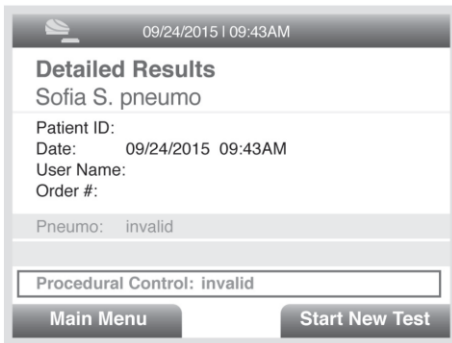 09/24/2015 | 09:43AM
Detailed Results
Sofia S. pneumo
Patient ID:
Date: 09/24/2015 09:43AM
User Name:
Order #:
Pneumo: invalid
Procedural Control: invalid
Main Menu Start New Test